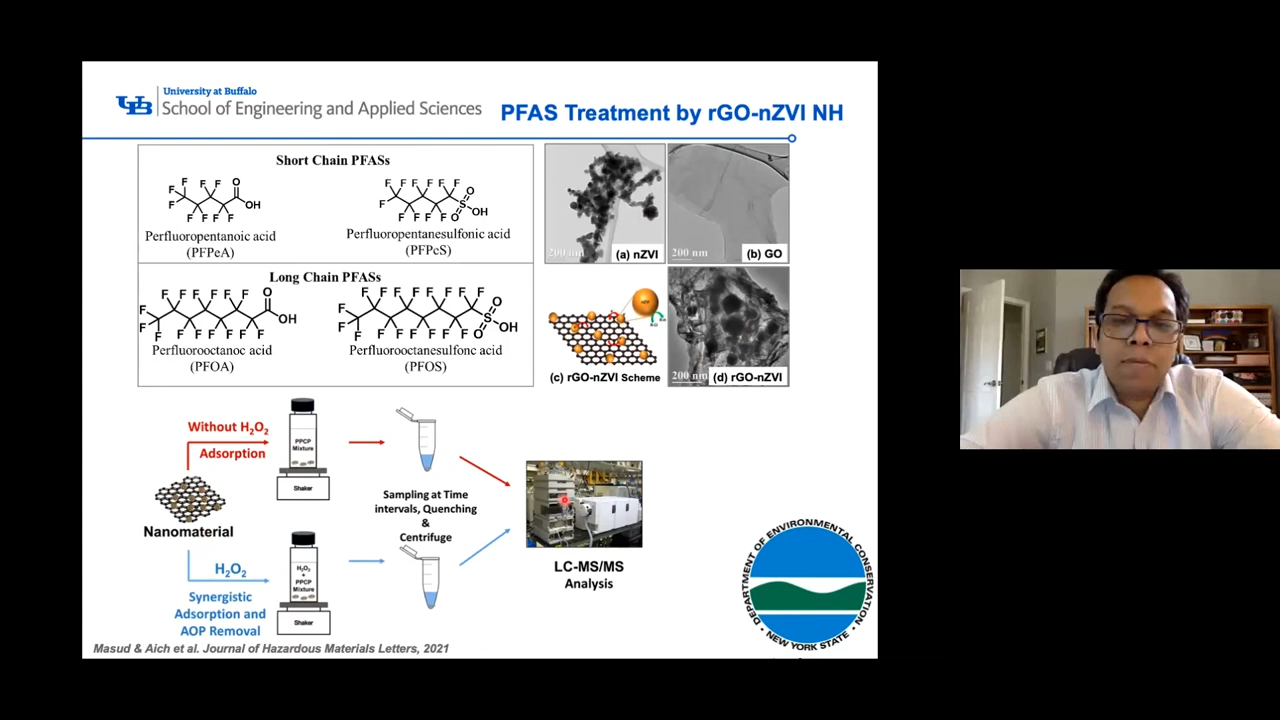 University at Buffalo
UB School of Engineering and Applied Sciences
PFAS Treatment by rGO-nZVI NH
Short Chain PFASs
Perfluoropentanoic acid
(PFPeA)
Perfluoropentanesulfonic acid
(PFPeS)
Long Chain PFASs
Perfluorooctanoc acid
(PFOA)
Perfluorooctanesulfonc acid
(PFOS)
200 nm
(a) nZVI
200 nm
(b) GO
(c) rGO-nZVI Scheme
200 nm
(d) rGO-nZVI
Without H2O2
Adsorption
PPCP
Mixture
Shaker
Nanomaterial
H2O2
Synergistic
Adsorption and
AOP Removal
H2O2
+
PPCP
Mixture
Shaker
Sampling at Time
intervals, Quenching
&
Centrifuge
LC-MS/MS
Analysis
DEPARTMENT OF ENVIRONMENTAL CONSERVATION
• NEW YORK STATE •
Masud & Aich et al. Journal of Hazardous Materials Letters, 2021